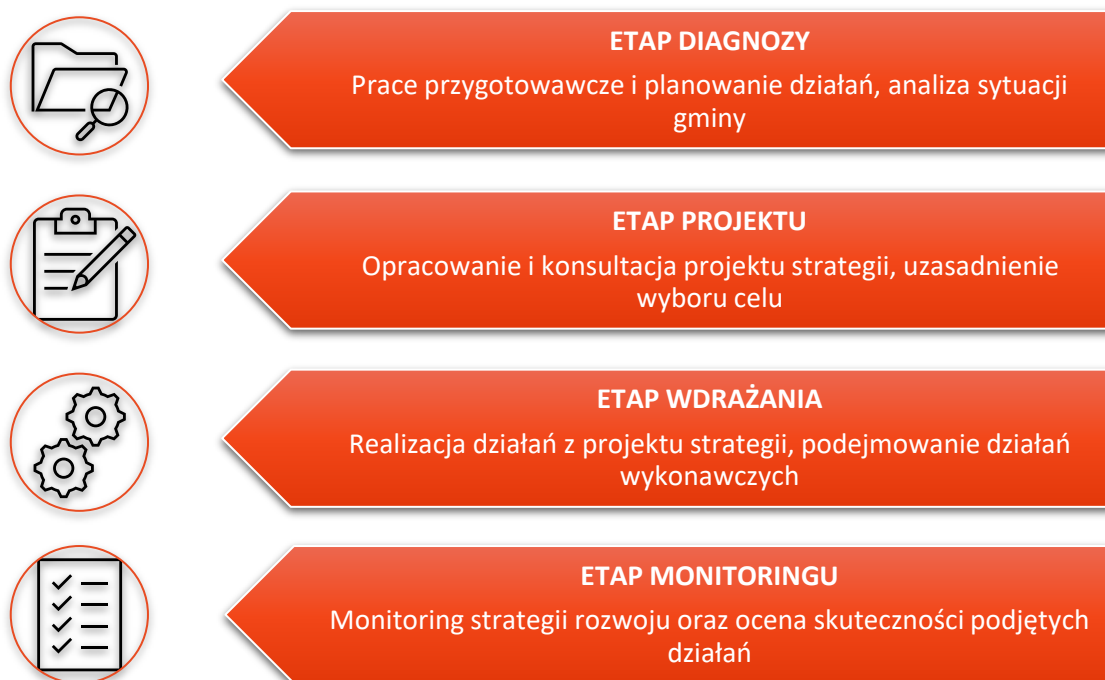 ETAP DIAGNOZY
Prace przygotowawcze i planowanie działań, analiza sytuacji
gminy
ETAP PROJEKTU
Opracowanie i konsultacja projektu strategii, uzasadnienie
wyboru celu
ETAP WDRAŻANIA
Realizacja działań z projektu strategii, podejmowanie działań
wykonawczych
ETAP MONITORINGU
Monitoring strategii rozwoju oraz ocena skuteczności podjętych
działań